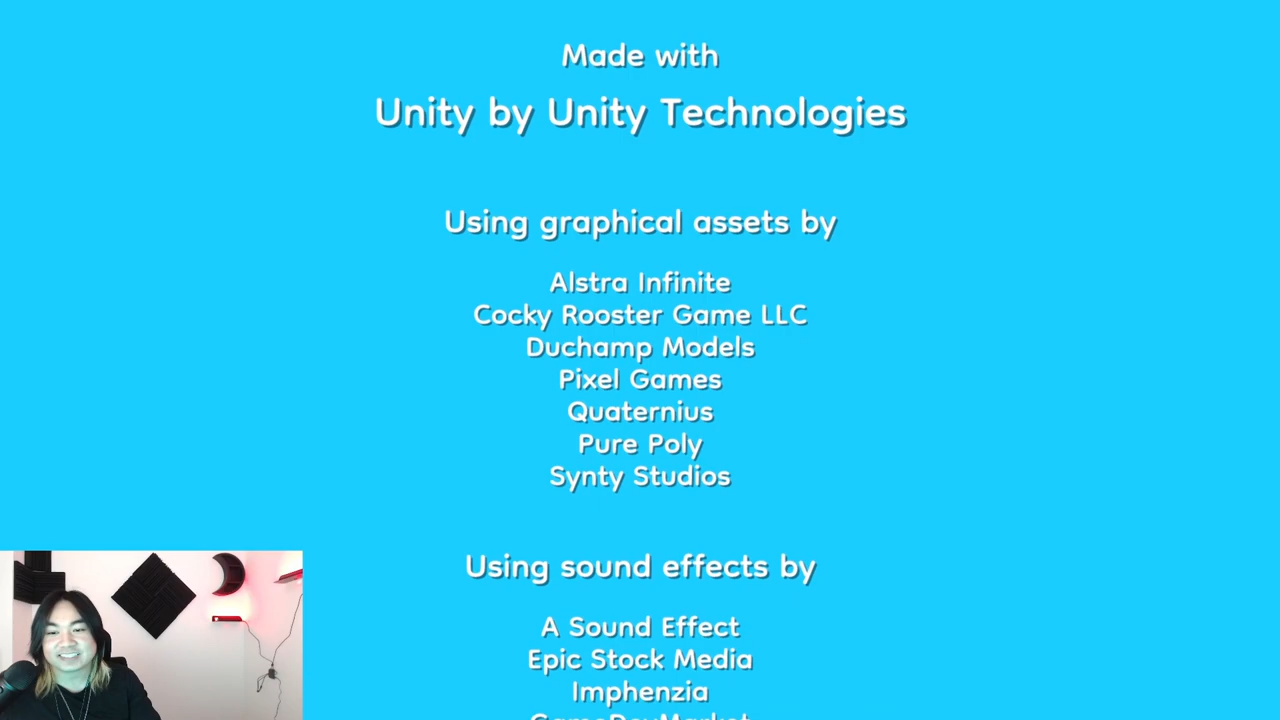 Made with
Unity by Unity Technologies
Using graphical assets by
Alstra Infinite
Cocky Rooster Game LLC
Duchamp Models
Pixel Games
Quaternius
Pure Poly
Synty Studios
Using sound effects by
A Sound Effect
Epic Stock Media
Imphenzia
GameDevMarket